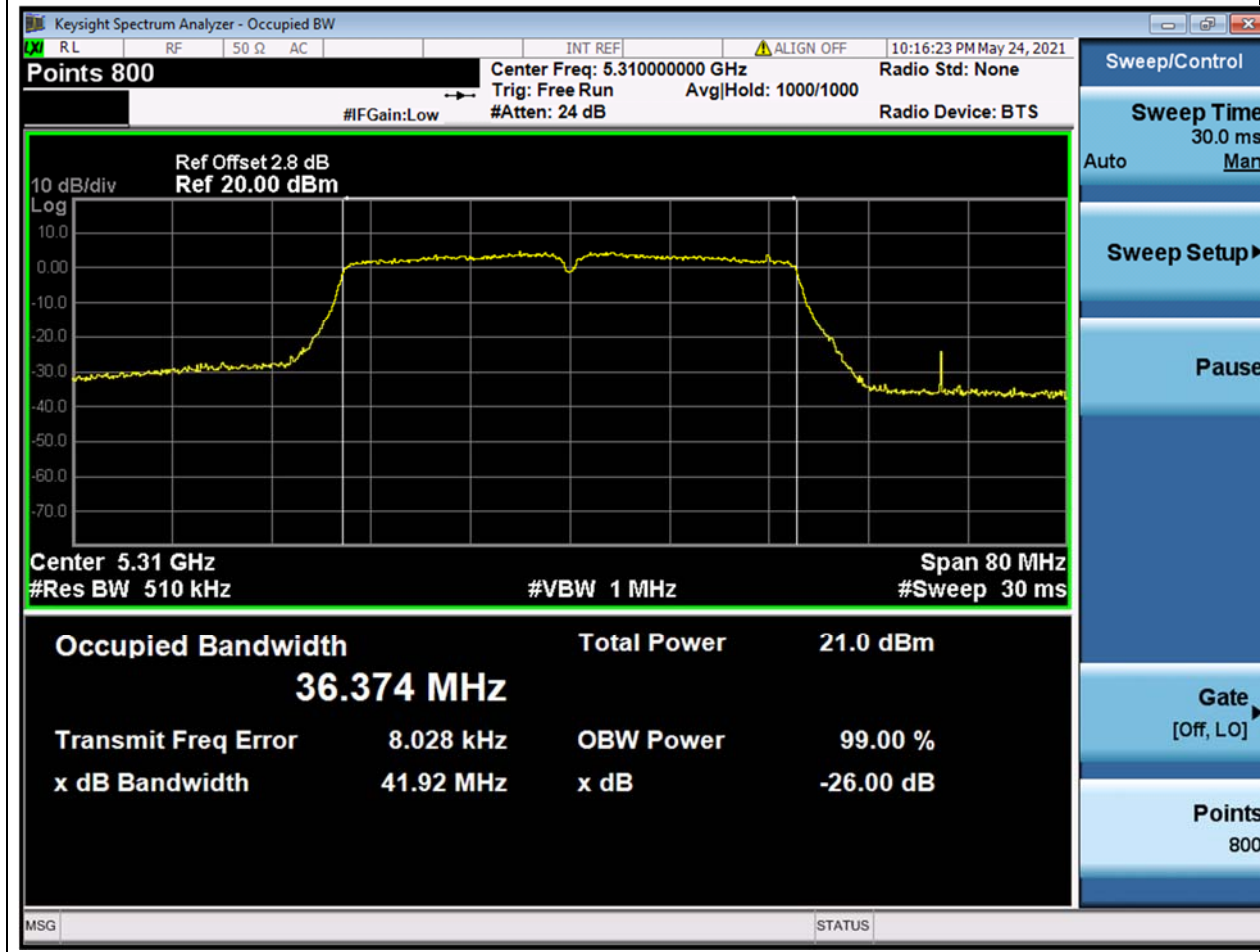 Keysight Spectrum Analyzer - Occupied BW
LXI RL RF 50 Ω AC INT REF ALIGN OFF 10:16:23 PM May 24, 2021
Points 800
Center Freq: 5.310000000 GHz
Radio Std: None
Trig: Free Run Avg|Hold: 1000/1000
#IFGain:Low #Atten: 24 dB
Radio Device: BTS
Ref Offset 2.8 dB
10 dB/div Ref 20.00 dBm
Log
10.0
0.00
-10.0
-20.0
-30.0
-40.0
-50.0
-60.0
-70.0
Center 5.31 GHz Span 80 MHz
#Res BW 510 kHz #VBW 1 MHz #Sweep 30 ms
Occupied Bandwidth Total Power 21.0 dBm
36.374 MHz
Transmit Freq Error 8.028 kHz OBW Power 99.00 %
x dB Bandwidth 41.92 MHz x dB -26.00 dB
MSG STATUS
Sweep/Control
Sweep Time
30.0 ms
Auto Man
Sweep Setup
Pause
Gate
[Off, LO]
Points
800